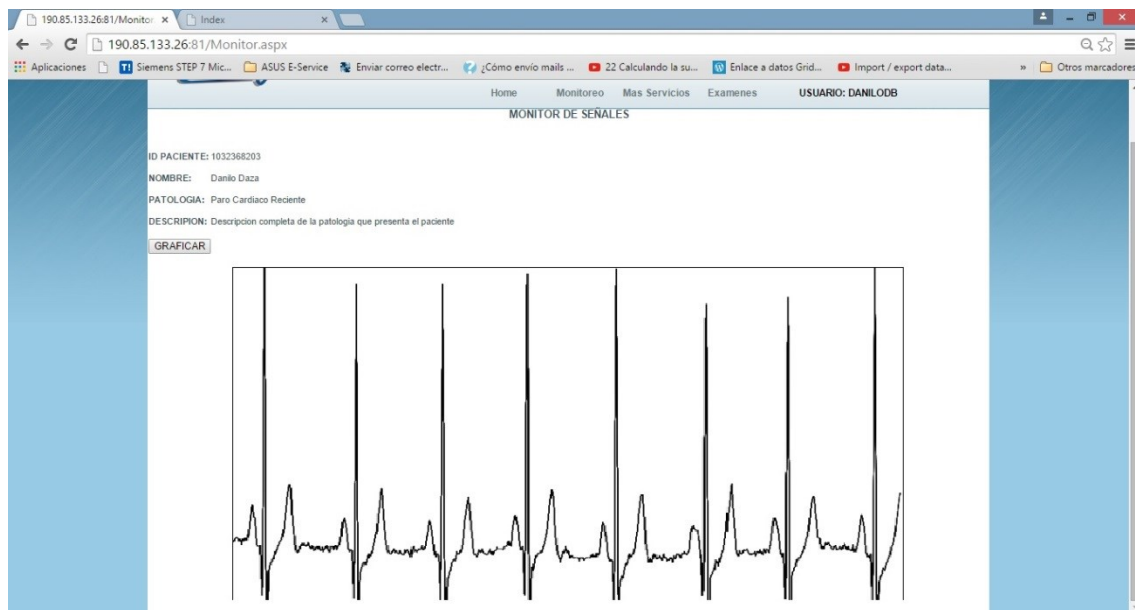 190.85.133.26:81/Monitor
Index
190.85.133.26:81/Monitor.aspx
Aplicaciones
Siemens STEP 7 Mic...
ASUS E-Service
Enviar correo electr...
¿Cómo envío mails ...
22 Calculando la su...
Enlace a datos Grid...
Import / export data...
»
Otros marcadores
Home Monitoreo Mas Servicios Examenes USUARIO: DANILODB
MONITOR DE SEÑALES
ID PACIENTE: 1032368203
NOMBRE: Danilo Daza
PATOLOGIA: Paro Cardiaco Reciente
DESCRIPION: Descripcion completa de la patologia que presenta el paciente
GRAFICAR